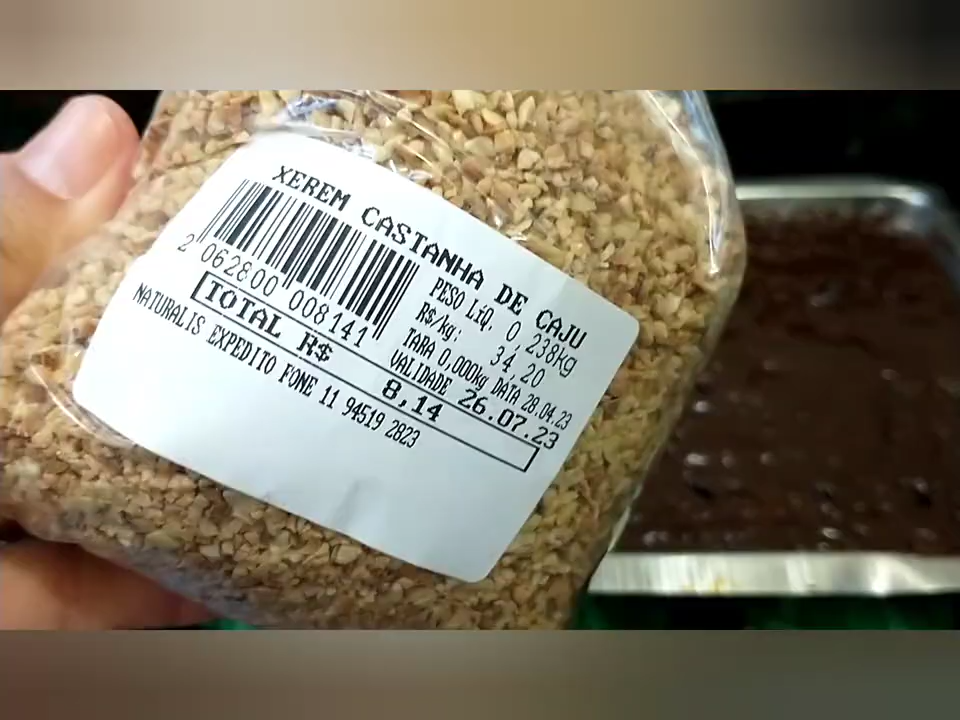 XEREM CASTANHA DE CAJU
2 062800 008141
PESO LíQ. 0,238kg
R$/kg: 34,20
TARA 0,000kg DATA 28.04.23
VALIDADE 26.07.23
TOTAL R$ 8,14
NATURALIS EXPEDITO FONE 11 94519 2823